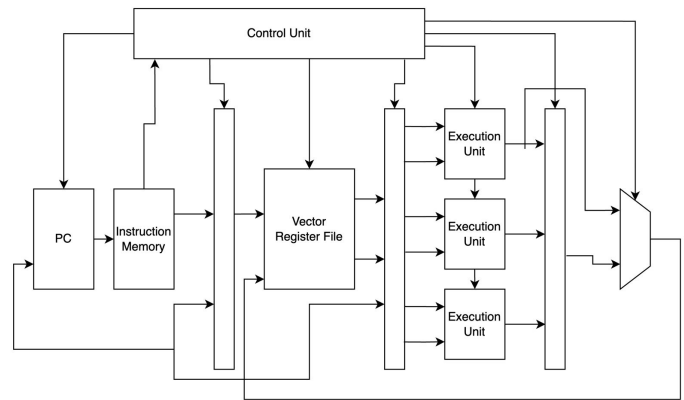 Control Unit
Execution
Unit
PC
Instruction
Memory
Vector
Register File
Execution
Unit
Execution
Unit